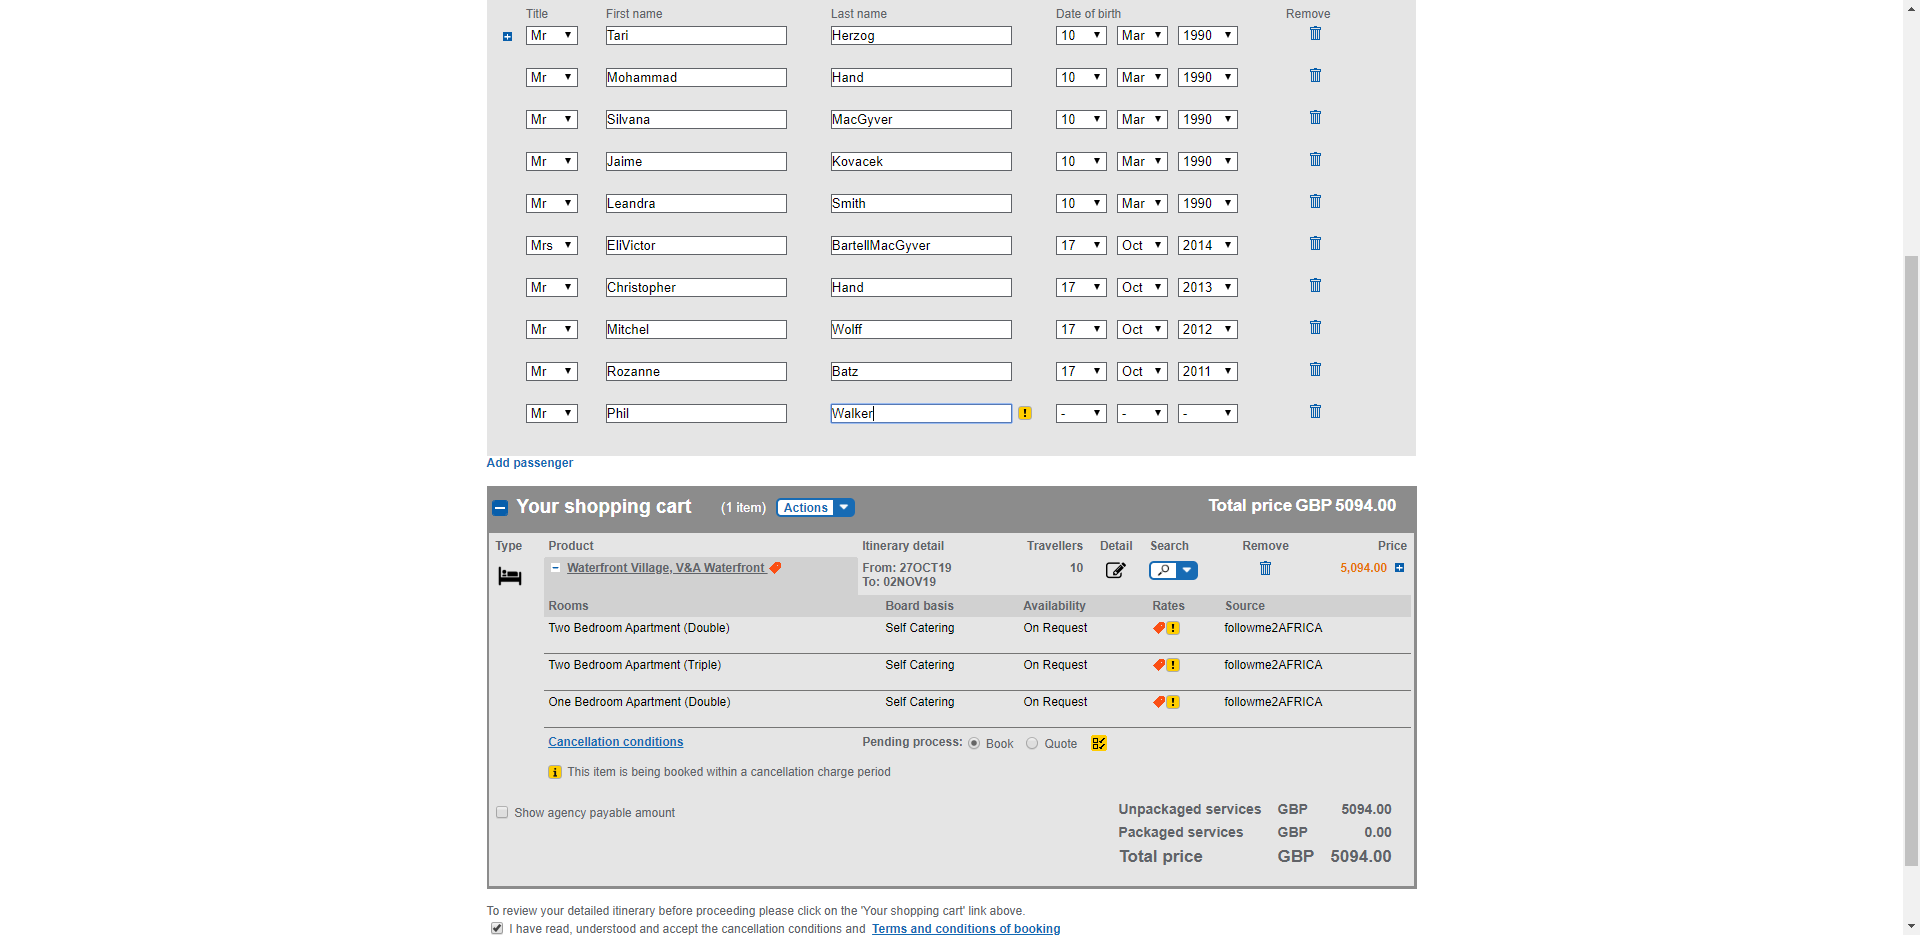 Title First name Last name Date of birth Remove
Mr Tari Herzog 10 Mar 1990
Mr Mohammad Hand 10 Mar 1990
Mr Silvana MacGyver 10 Mar 1990
Mr Jaime Kovacek 10 Mar 1990
Mr Leandra Smith 10 Mar 1990
Mrs EliVictor BartellMacGyver 17 Oct 2014
Mr Christopher Hand 17 Oct 2013
Mr Mitchel Wolff 17 Oct 2012
Mr Rozanne Batz 17 Oct 2011
Mr Phil Walker ! - - -
Add passenger
Your shopping cart (1 item) Actions Total price GBP 5094.00
Type Product Itinerary detail Travellers Detail Search Remove Price
Waterfront Village, V&A Waterfront From: 27OCT19 10 5,094.00
To: 02NOV19
Rooms Board basis Availability Rates Source
Two Bedroom Apartment (Double) Self Catering On Request ! followme2AFRICA
Two Bedroom Apartment (Triple) Self Catering On Request ! followme2AFRICA
One Bedroom Apartment (Double) Self Catering On Request ! followme2AFRICA
Cancellation conditions Pending process: Book Quote
i This item is being booked within a cancellation charge period
Show agency payable amount
Unpackaged services GBP 5094.00
Packaged services GBP 0.00
Total price GBP 5094.00
To review your detailed itinerary before proceeding please click on the 'Your shopping cart' link above.
I have read, understood and accept the cancellation conditions and Terms and conditions of booking